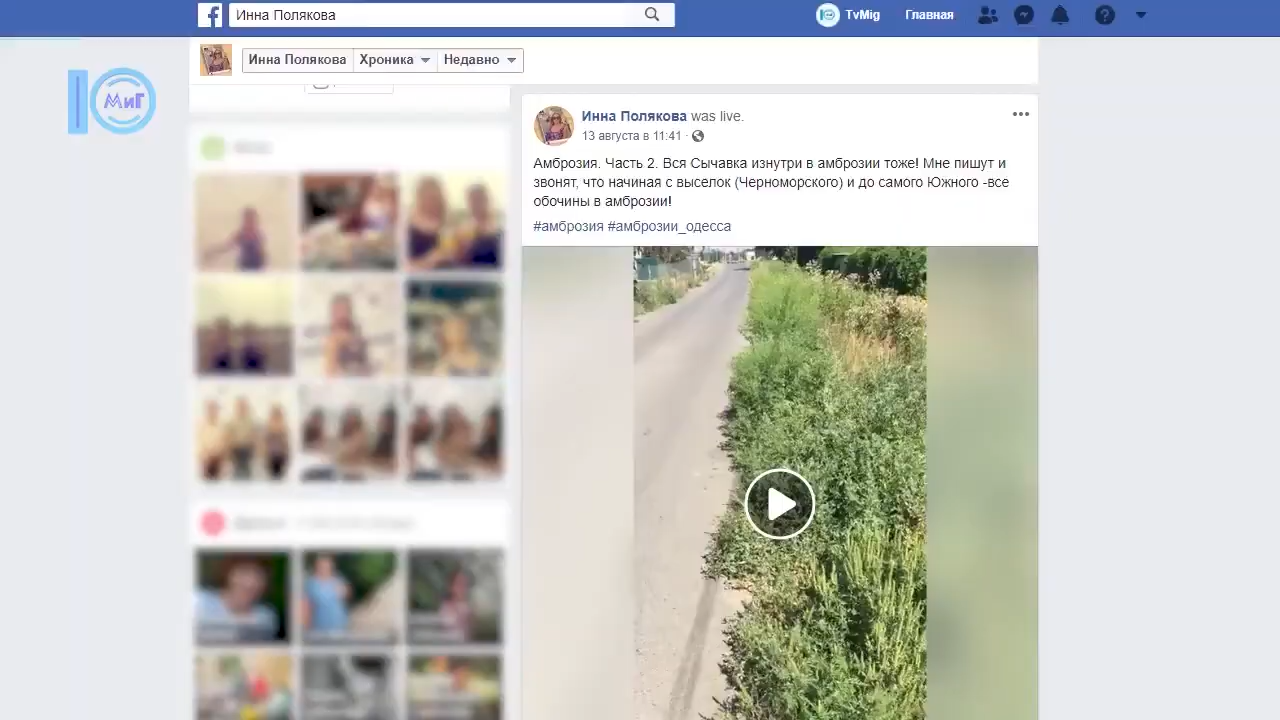 Инна Полякова
TvMig
Главная
МиГ
Инна Полякова
Хроника
Недавно
Инна Полякова was live.
13 августа в 11:41 ·
Амброзия. Часть 2. Вся Сычавка изнутри в амброзии тоже! Мне пишут и
звонят, что начиная с выселок (Черноморского) и до самого Южного -все
обочины в амброзии!
#амброзия #амброзии_одесса